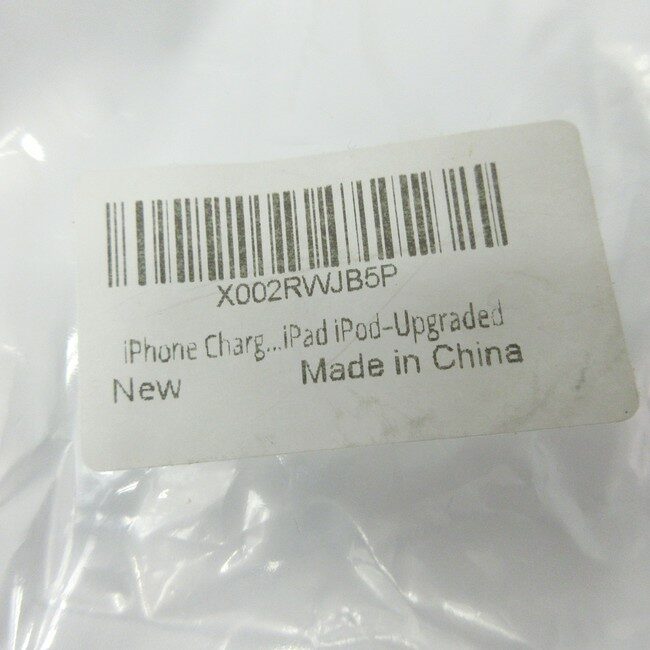 X002RWJB5P
iPhone Charg...iPad iPod-Upgraded
New Made in China